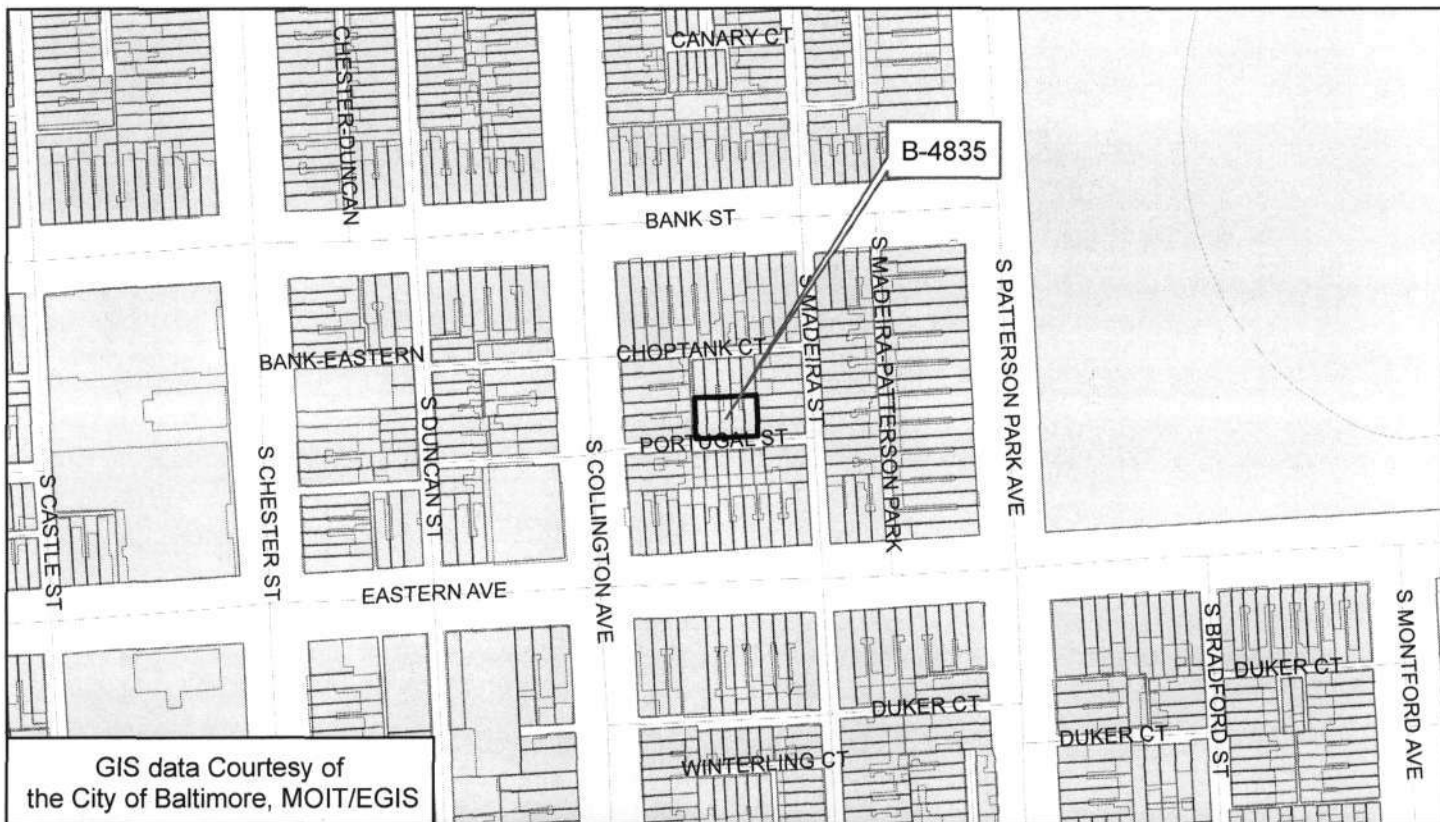 CANARY CT
CHESTER-DUNCAN
B-4835
BANK ST
S MADEIRA-PATTERSON PARK
S PATTERSON PARK AVE
S MADERA ST
CHOPTANK CT
BANK-EASTERN
S DUNCAN ST
PORTUGAL ST
S COLLINGTON AVE
S CHESTER ST
S CASTLE ST
EASTERN AVE
S BRADFORD ST
S MONTFORD AVE
DUKER CT
DUKER CT
DUKER CT
WINTERLING CT
GIS data Courtesy of
the City of Baltimore, MOIT/EGIS